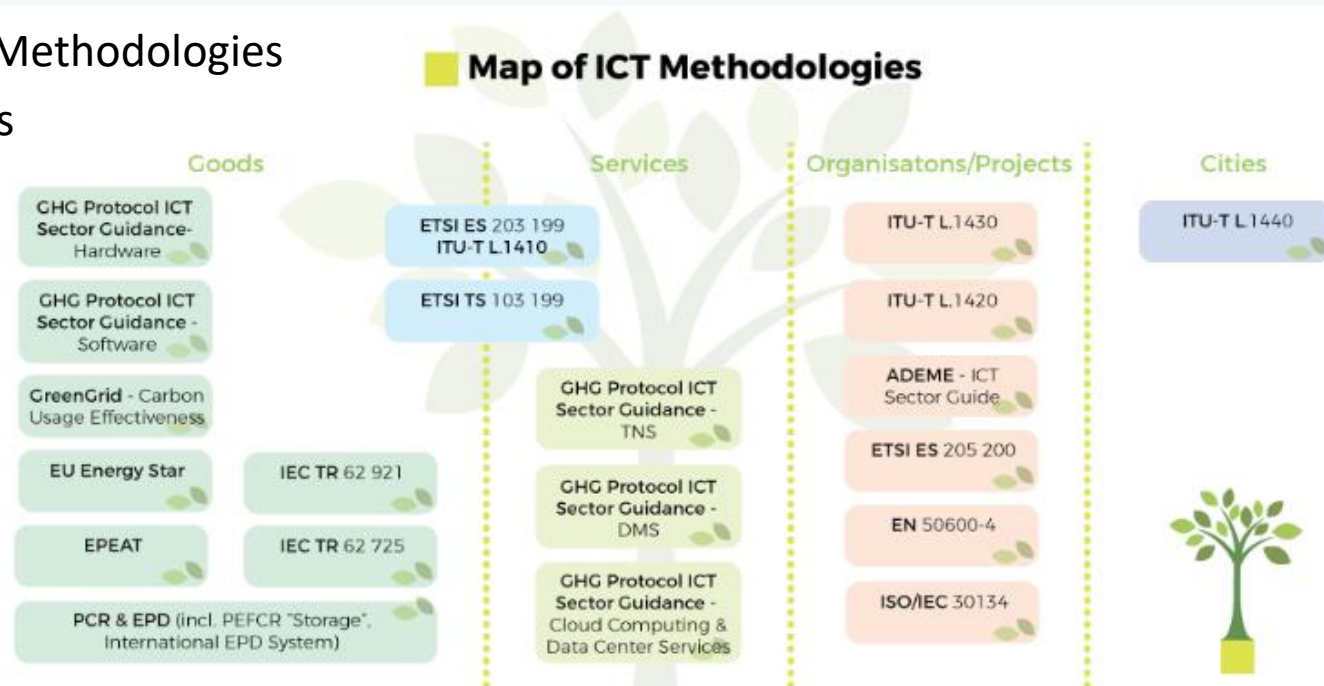 Methodologies
s
Map of ICT Methodologies
Goods
Services
Organisatons/Projects
Cities
GHG Protocol ICT
Sector Guidance-
Hardware
GHG Protocol ICT
Sector Guidance -
Software
GreenGrid - Carbon
Usage Effectiveness
EU Energy Star
IEC TR 62 921
EPEAT
IEC TR 62 725
PCR & EPD (incl. PEFCR "Storage",
International EPD System)
ETSI ES 203 199
ITU-T L.1410
ETSI TS 103 199
GHG Protocol ICT
Sector Guidance -
TNS
GHG Protocol ICT
Sector Guidance -
DMS
GHG Protocol ICT
Sector Guidance -
Cloud Computing &
Data Center Services
ITU-T L.1430
ITU-T L.1420
ADEME - ICT
Sector Guide
ETSI ES 205 200
EN 50600-4
ISO/IEC 30134
ITU-T L.1440